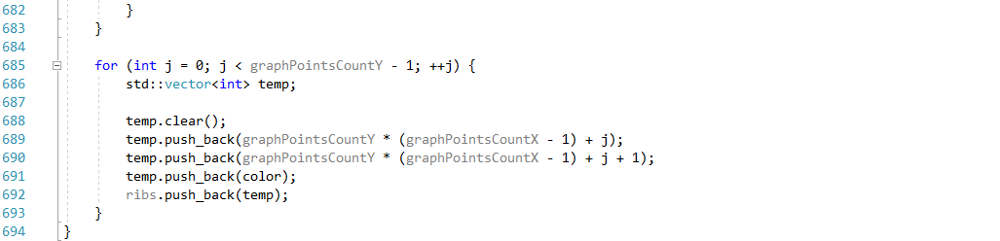 682 }
683 }
684
685 for (int j = 0; j < graphPointsCountY - 1; ++j) {
686 std::vector<int> temp;
687
688 temp.clear();
689 temp.push_back(graphPointsCountY * (graphPointsCountX - 1) + j);
690 temp.push_back(graphPointsCountY * (graphPointsCountX - 1) + j + 1);
691 temp.push_back(color);
692 ribs.push_back(temp);
693 }
694 }